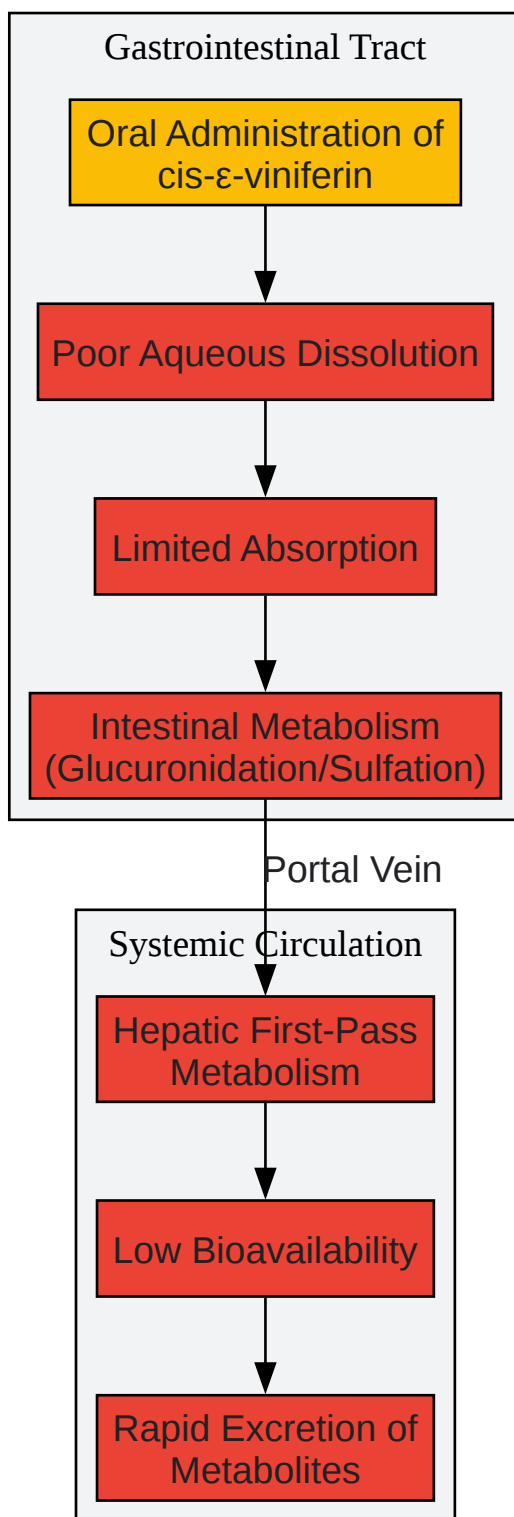 Gastrointestinal Tract
Oral Administration of
cis-ε-viniferin
Poor Aqueous Dissolution
Limited Absorption
Intestinal Metabolism
(Glucuronidation/Sulfation)
Portal Vein
Systemic Circulation
Hepatic First-Pass
Metabolism
Low Bioavailability
Rapid Excretion of
Metabolites